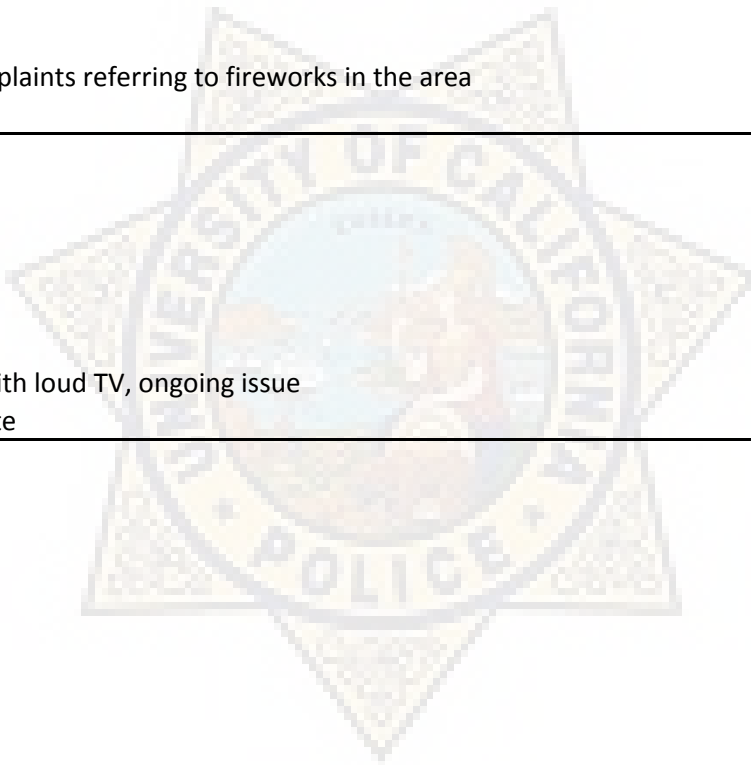 plaints referring to fireworks in the area
UNIVERSITY OF CALIFORNIA
ith loud TV, ongoing issue
te
POLICE